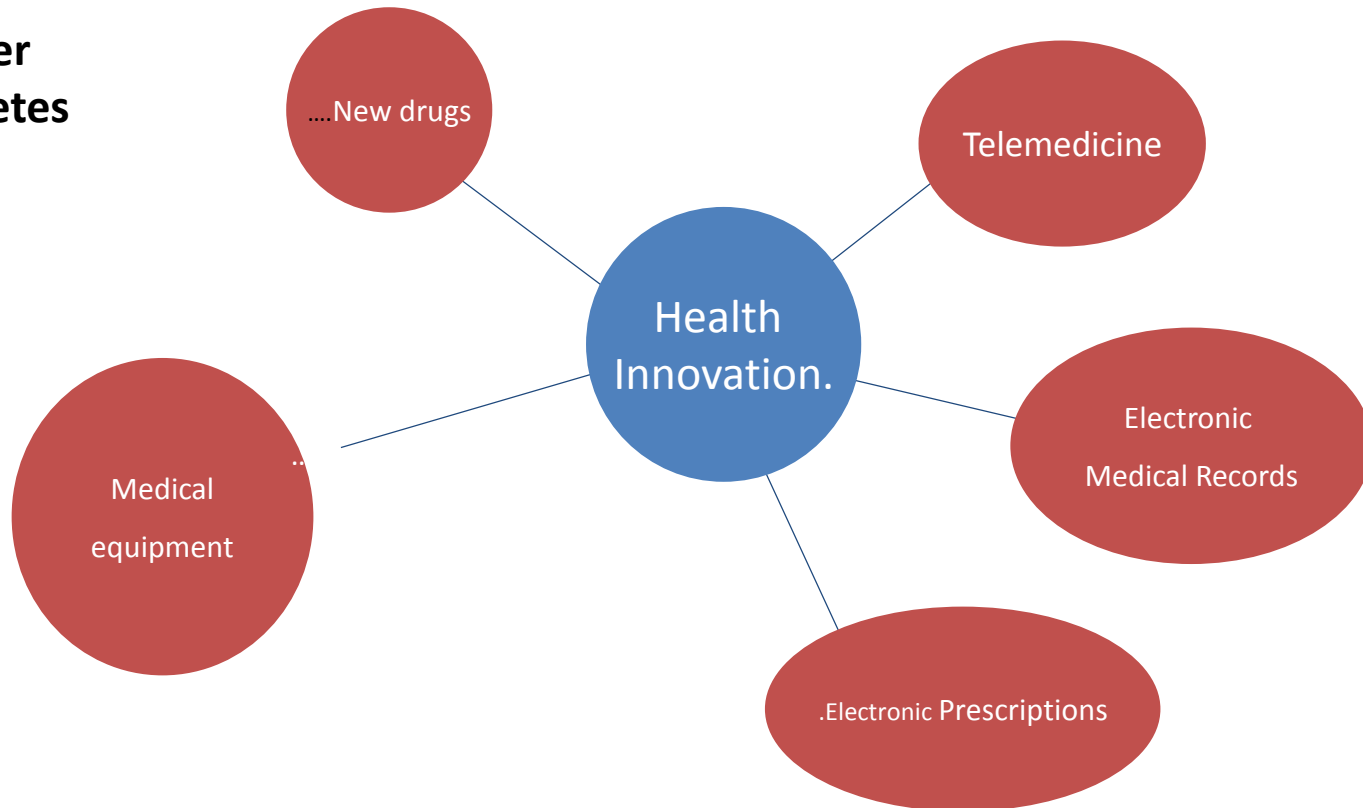 er
etes
....New drugs
Telemedicine
Health
Innovation.
Electronic
Medical Records
..
Medical
equipment
.Electronic Prescriptions